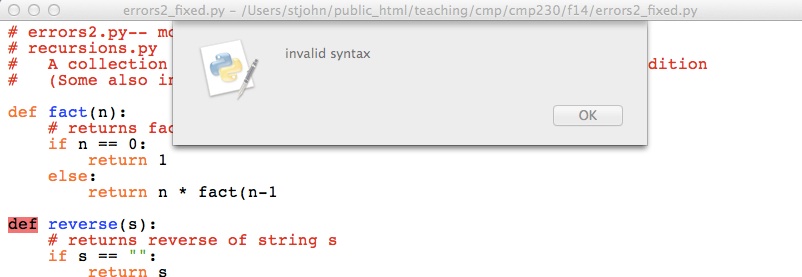 errors2_fixed.py - /Users/stjohn/public_html/teaching/cmp/cmp230/f14/errors2_fixed.py
# errors2.py-- mo
# recursions.py
#   A collection dition
#   (Some also in
invalid syntax
OK
def fact(n):
    # returns fac
    if n == 0:
        return 1
    else:
        return n * fact(n-1

def reverse(s):
    # returns reverse of string s
    if s == "":
        return s